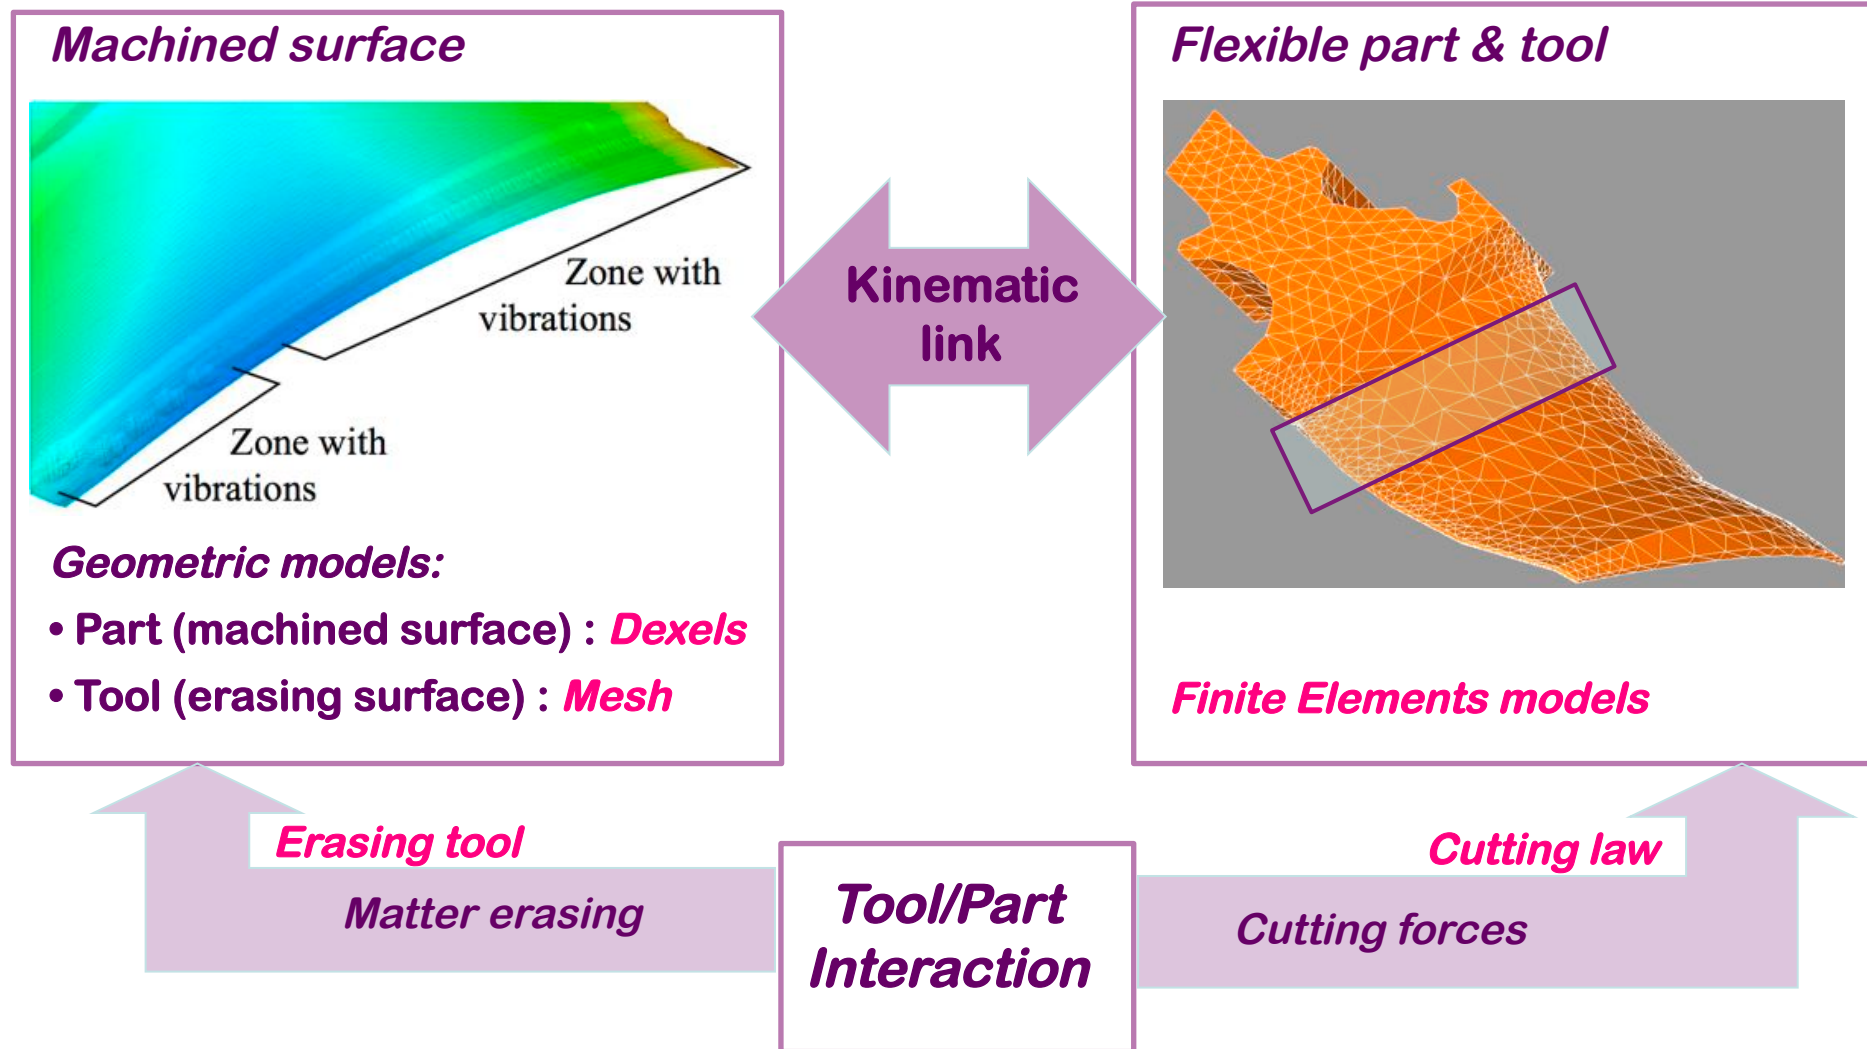 Machined surface
Zone with
vibrations
Zone with
vibrations
Geometric models:
• Part (machined surface) : Dexels
• Tool (erasing surface) : Mesh
Kinematic
link
Flexible part & tool
Finite Elements models
Erasing tool
Matter erasing
Tool/Part
Interaction
Cutting law
Cutting forces